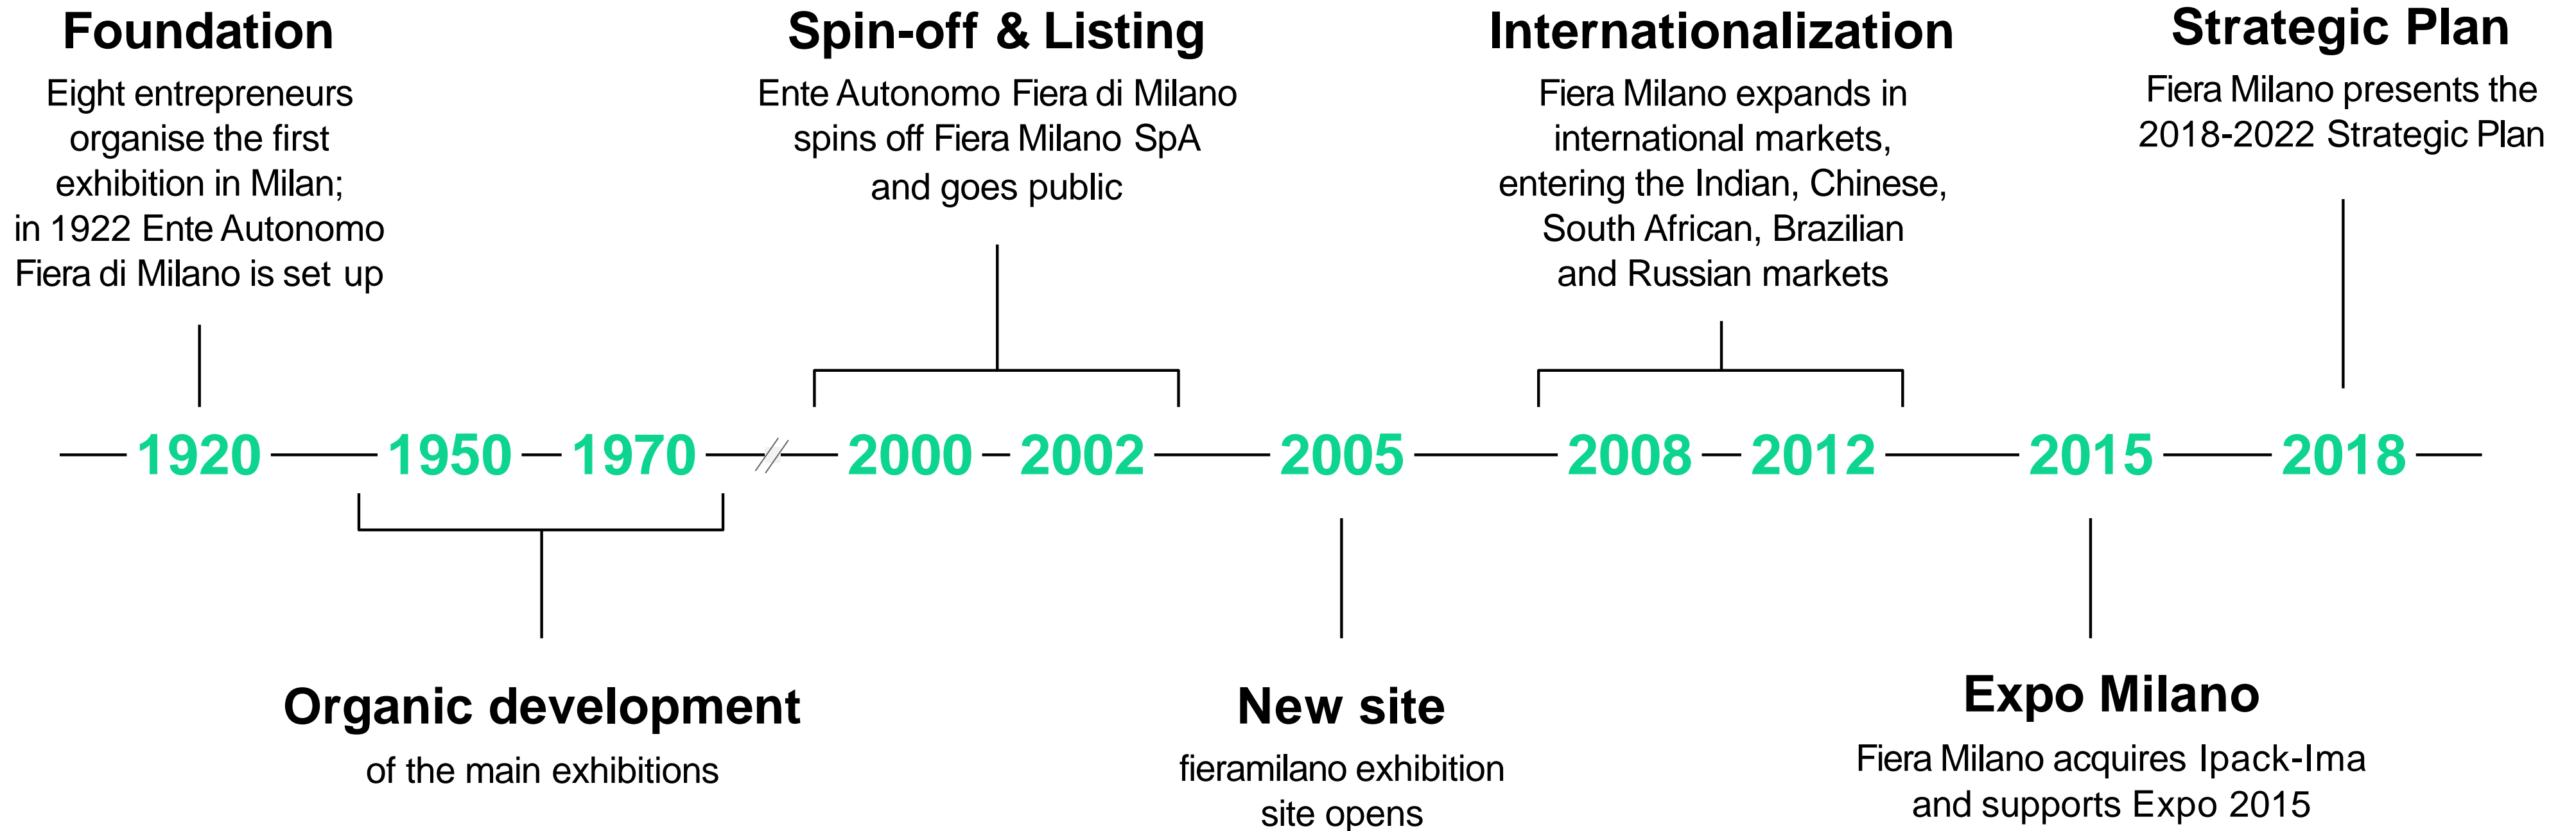 Foundation
Eight entrepreneurs
organise the first
exhibition in Milan;
in 1922 Ente Autonomo
Fiera di Milano is set up
Spin-off & Listing
Ente Autonomo Fiera di Milano
spins off Fiera Milano SpA
and goes public
Internationalization
Fiera Milano expands in
international markets,
entering the Indian, Chinese,
South African, Brazilian
and Russian markets
Strategic Plan
Fiera Milano presents the
2018-2022 Strategic Plan
1920 1950 1970 // 2000 2002 2005 2008 2012 2015 2018
Organic development
of the main exhibitions
New site
fieramilano exhibition
site opens
Expo Milano
Fiera Milano acquires Ipack-Ima
and supports Expo 2015